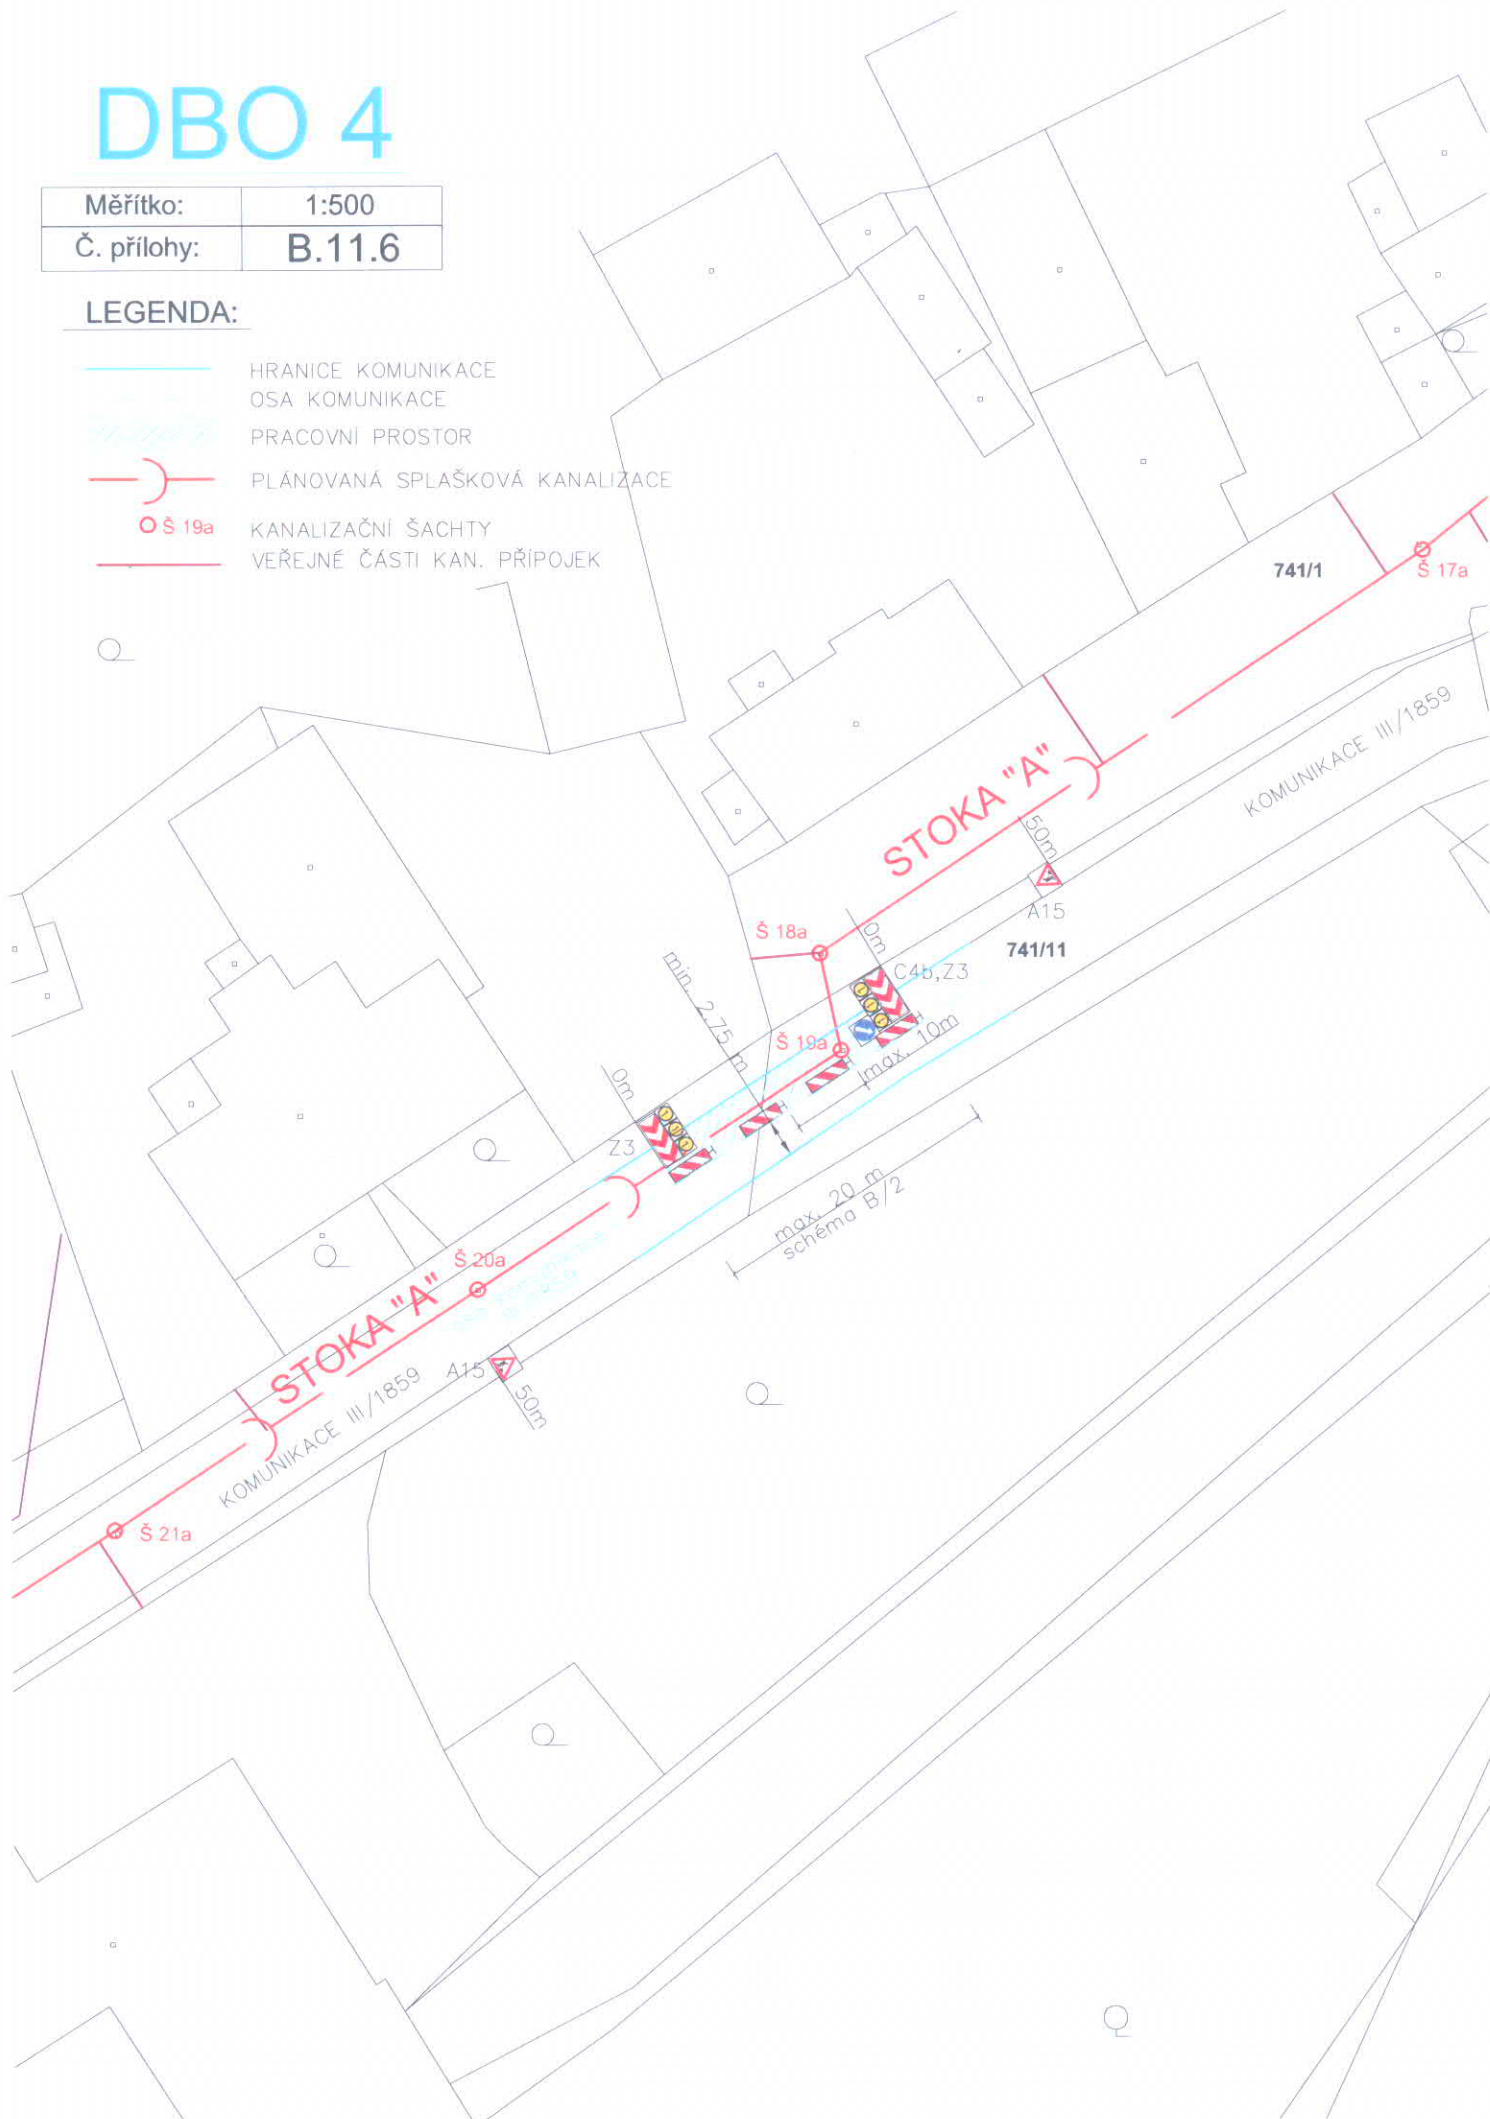 DBO 4
Měřítko: 1:500
Č. přílohy: B.11.6
LEGENDA:
HRANICE KOMUNIKACE
OSA KOMUNIKACE
PRACOVNÍ PROSTOR
PLÁNOVANÁ SPLAŠKOVÁ KANALIZACE
Š 19a KANALIZAČNÍ ŠACHTY
VEŘEJNÉ ČÁSTI KAN. PŘÍPOJEK
741/1
Š 17a
KOMUNIKACE III/1859
STOKA "A"
50m
A15
741/11
Š 18a
0m
C4b,Z3
min. 2,75 m
Š 19a
max. 10m
0m
Z3
max. 20 m
schéma B/2
Š 20a
STOKA "A"
A15
50m
KOMUNIKACE III/1859
Š 21a